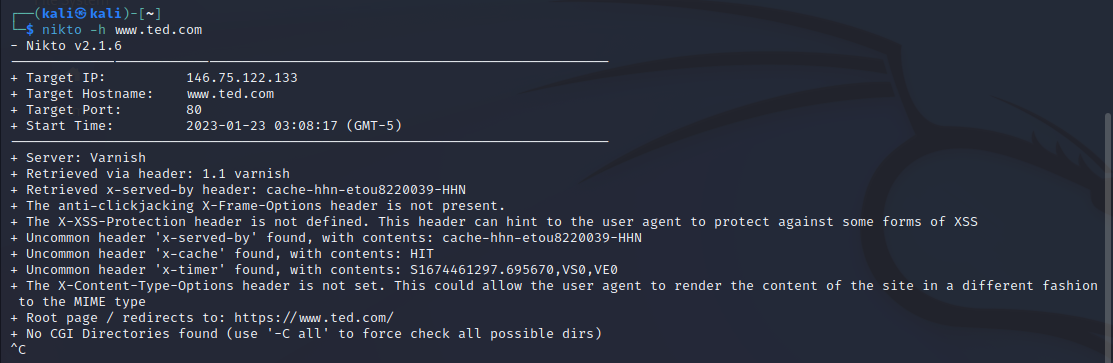 ┌──(kali㉿kali)-[~]
└─$ nikto -h www.ted.com
- Nikto v2.1.6
---------------------------------------------------------------------------
+ Target IP:          146.75.122.133
+ Target Hostname:    www.ted.com
+ Target Port:        80
+ Start Time:         2023-01-23 03:08:17 (GMT-5)
---------------------------------------------------------------------------
+ Server: Varnish
+ Retrieved via header: 1.1 varnish
+ Retrieved x-served-by header: cache-hhn-etou8220039-HHN
+ The anti-clickjacking X-Frame-Options header is not present.
+ The X-XSS-Protection header is not defined. This header can hint to the user agent to protect against some forms of XSS
+ Uncommon header 'x-served-by' found, with contents: cache-hhn-etou8220039-HHN
+ Uncommon header 'x-cache' found, with contents: HIT
+ Uncommon header 'x-timer' found, with contents: S1674461297.695670,VS0,VE0
+ The X-Content-Type-Options header is not set. This could allow the user agent to render the content of the site in a different fashion
 to the MIME type
+ Root page / redirects to: https://www.ted.com/
+ No CGI Directories found (use '-C all' to force check all possible dirs)
^C